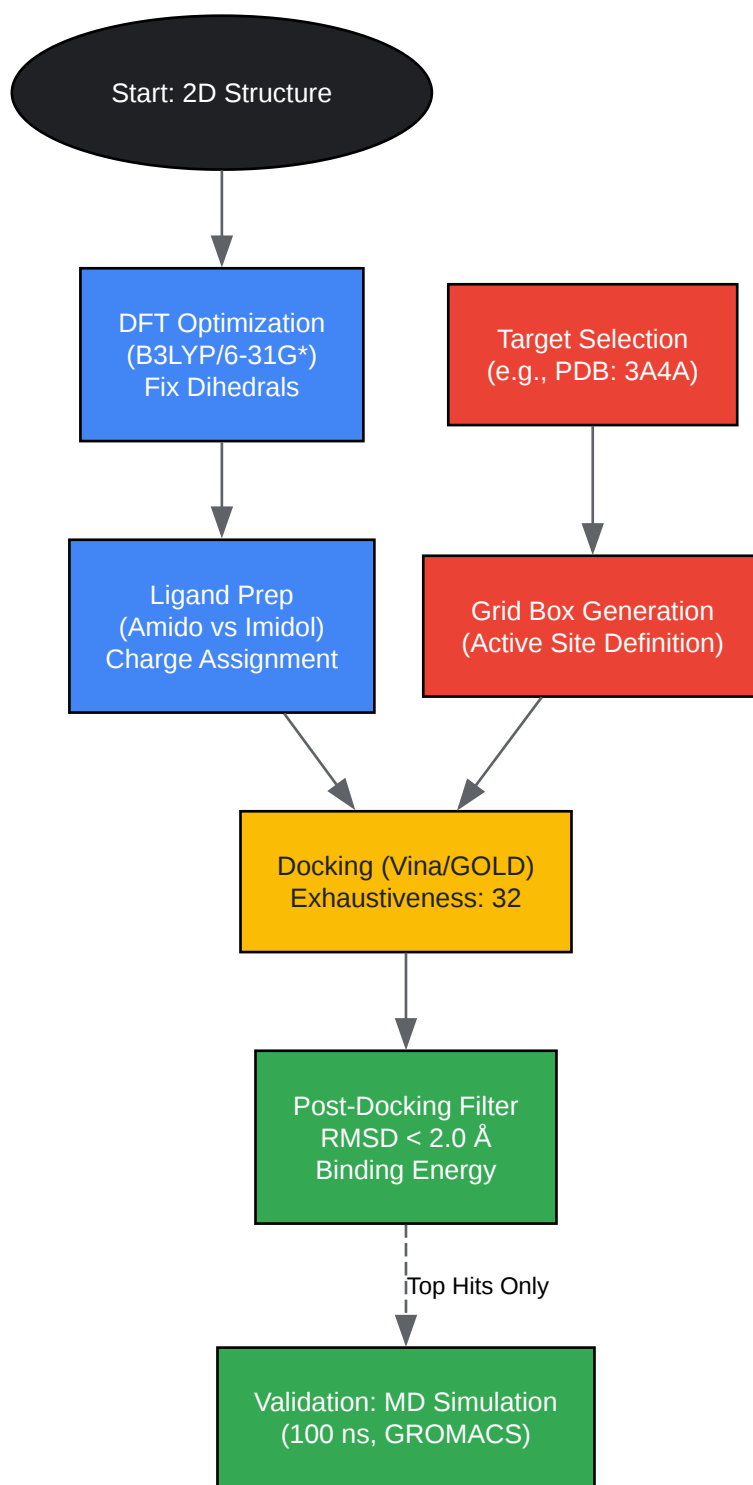 Start: 2D Structure
DFT Optimization
(B3LYP/6-31G*)
Fix Dihedrals
Target Selection
(e.g., PDB: 3A4A)
Ligand Prep
(Amido vs Imidol)
Charge Assignment
Grid Box Generation
(Active Site Definition)
Docking (Vina/GOLD)
Exhaustiveness: 32
Post-Docking Filter
RMSD < 2.0 Å
Binding Energy
Top Hits Only
Validation: MD Simulation
(100 ns, GROMACS)